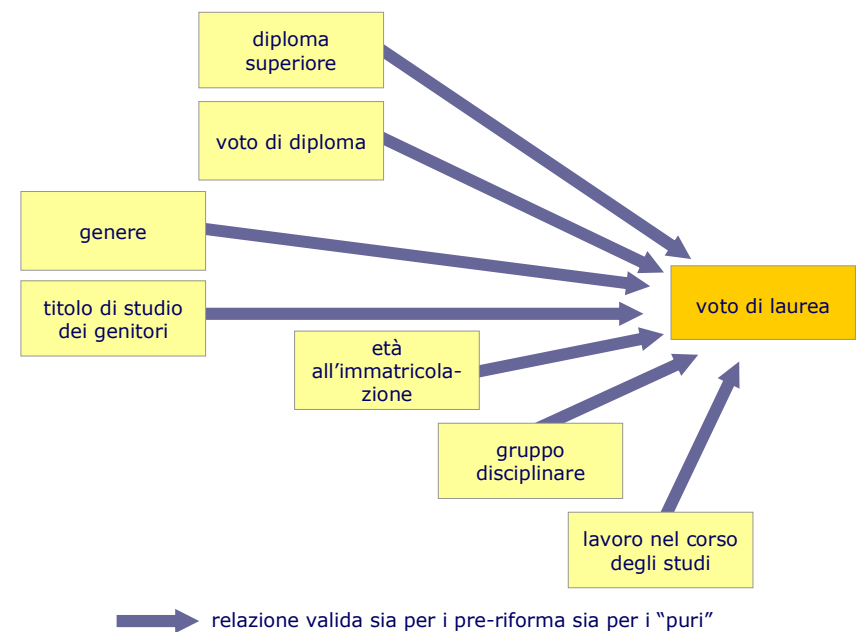 diploma
superiore
voto di diploma
genere
titolo di studio
dei genitori
voto di laurea
età
all’immatricola-
zione
gruppo
disciplinare
lavoro nel corso
degli studi
relazione valida sia per i pre-riforma sia per i “puri”